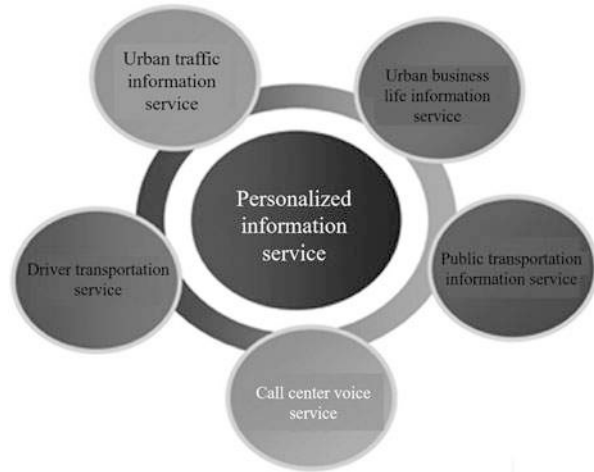 Urban traffic
information
service
Urban business
life information
service
Personalized
information
service
Driver transportation
service
Public transportation
information service
Call center voice
service